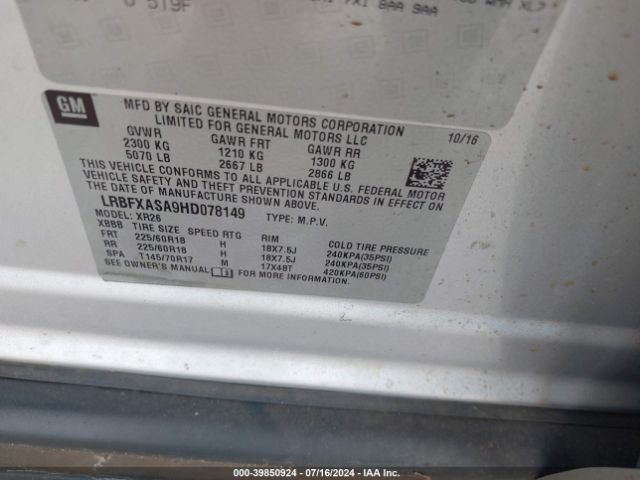 5T9F
7X1 8AA 9AA
GM
MFD BY SAIC GENERAL MOTORS CORPORATION
LIMITED FOR GENERAL MOTORS LLC
10/16
GVWR GAWR FRT GAWR RR
2300 KG 1210 KG 1300 KG
5070 LB 2667 LB 2866 LB
THIS VEHICLE CONFORMS TO ALL APPLICABLE U.S. FEDERAL MOTOR
VEHICLE SAFETY AND THEFT PREVENTION STANDARDS IN EFFECT ON
THE DATE OF MANUFACTURE SHOWN ABOVE.
LRBFXASA9HD078149 TYPE: M.P.V.
MODEL: XR26
XBBB TIRE SIZE SPEED RTG RIM COLD TIRE PRESSURE
FRT 225/60R18 H 18X7.5J 240KPA(35PSI)
RR 225/60R18 H 18X7.5J 240KPA(35PSI)
SPA T145/70R17 M 17X4BT 420KPA(60PSI)
SEE OWNER'S MANUAL FOR MORE INFORMATION.
000-39850924 - 07/16/2024 - IAA Inc.